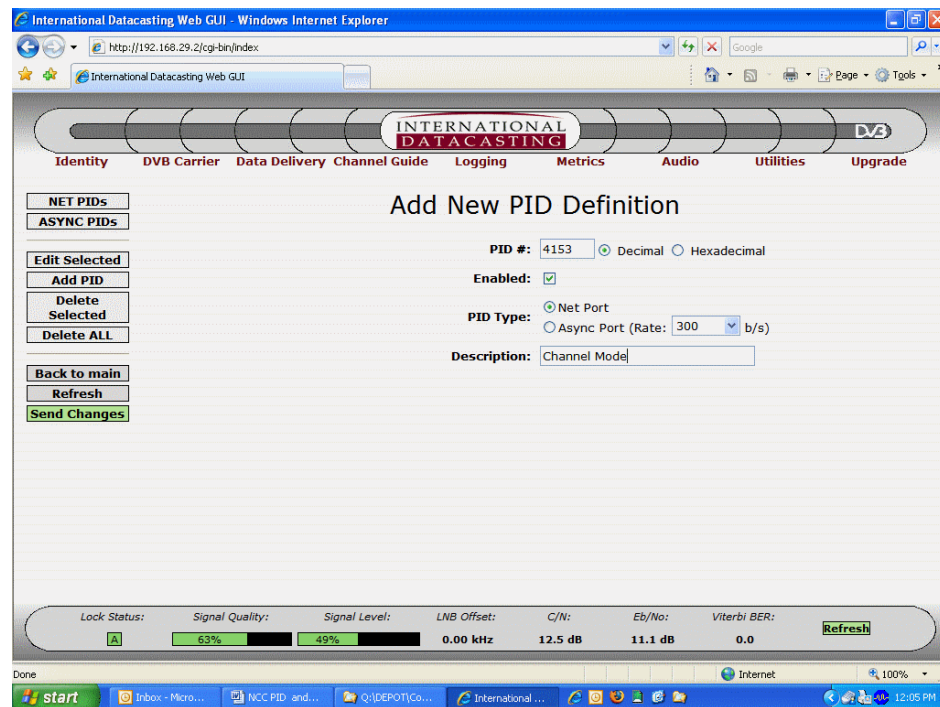 International Datacasting Web GUI - Windows Internet Explorer
http://192.168.29.2/cgi-bin/index
Google
International Datacasting Web GUI
Page
Tools
INTERNATIONAL
DATACASTING
DVB
Identity DVB Carrier Data Delivery Channel Guide Logging Metrics Audio Utilities Upgrade
NET PIDs
ASYNC PIDs
Edit Selected
Add PID
Delete
Selected
Delete ALL
Back to main
Refresh
Send Changes
Add New PID Definition
PID #: 4153 Decimal Hexadecimal
Enabled:
PID Type: Net Port
Async Port (Rate: 300 b/s)
Description: Channel Mode
Lock Status: Signal Quality: Signal Level: LNB Offset: C/N: Eb/No: Viterbi BER:
A 63% 49% 0.00 kHz 12.5 dB 11.1 dB 0.0 Refresh
Done Internet 100%
start Inbox - Micro... NCC PID and... Q:\DEPOT\Co... International ... 12:05 PM